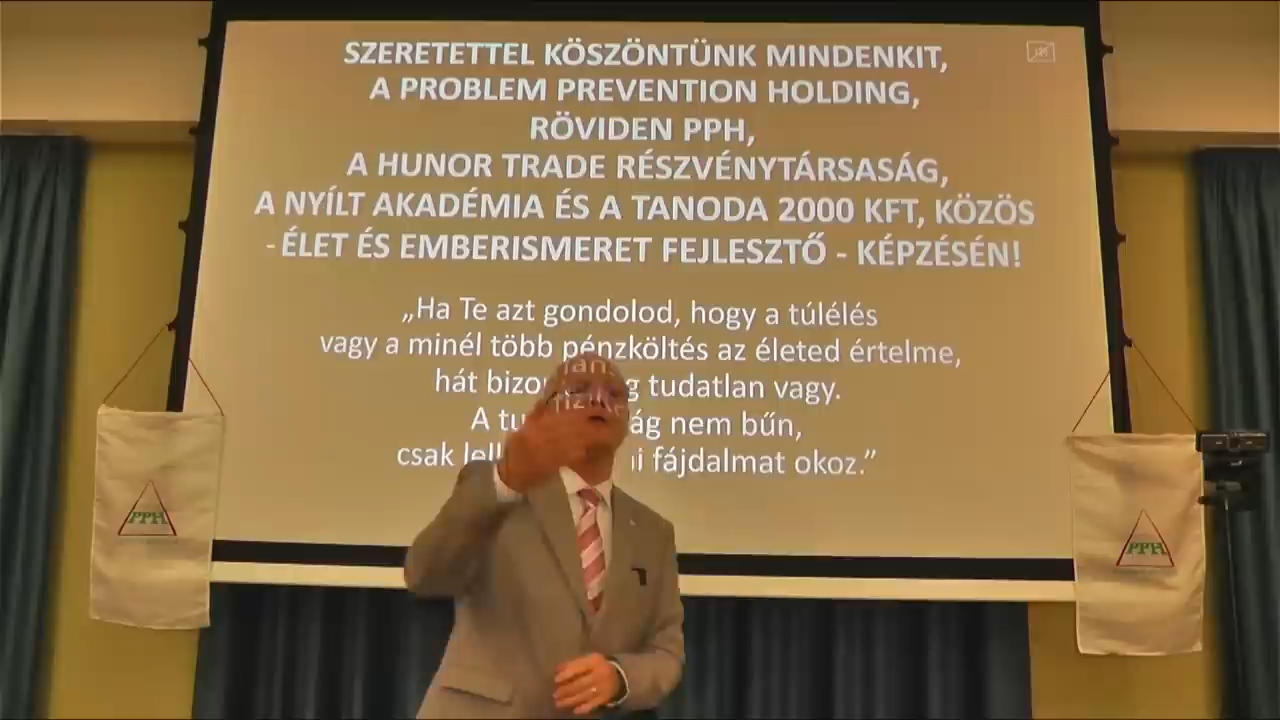 SZERETETTEL KÖSZÖNTÜNK MINDENKIT,
A PROBLEM PREVENTION HOLDING,
RÖVIDEN PPH,
A HUNOR TRADE RÉSZVÉNYTÁRSASÁG,
A NYÍLT AKADÉMIA ÉS A TANODA 2000 KFT, KÖZÖS
- ÉLET ÉS EMBERISMERET FEJLESZTŐ - KÉPZÉSÉN!
„Ha Te azt gondolod, hogy a túlélés
vagy a minél több pénzköltés az életed értelme,
hát tudatlan vagy.
A nem bűn,
csak fájdalmat okoz.”
PPH
PPH